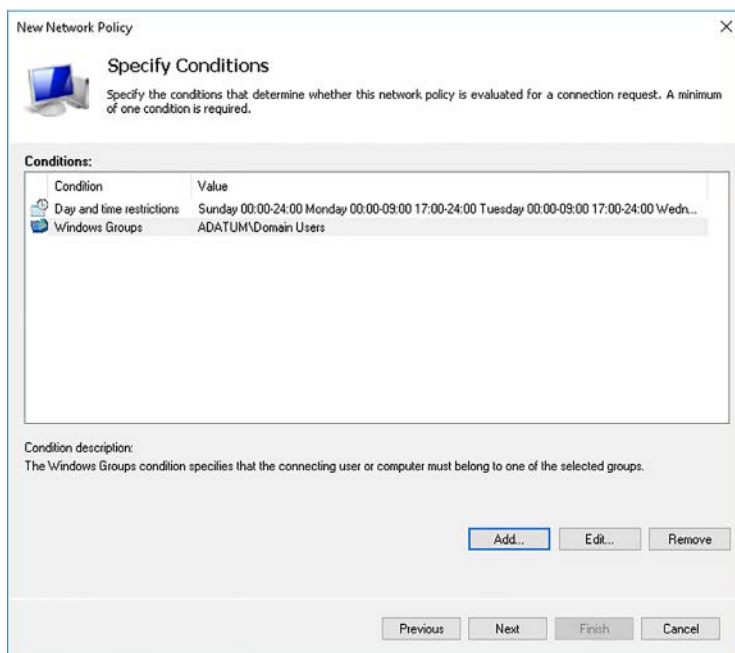 New Network Policy
Specify Conditions
Specify the conditions that determine whether this network policy is evaluated for a connection request. A minimum
of one condition is required.
Conditions:
Condition Value
Day and time restrictions Sunday 00:00-24:00 Monday 00:00-09:00 17:00-24:00 Tuesday 00:00-09:00 17:00-24:00 Wedn...
Windows Groups ADATUM\Domain Users
Condition description:
The Windows Groups condition specifies that the connecting user or computer must belong to one of the selected groups.
Add... Edit... Remove
Previous Next Finish Cancel